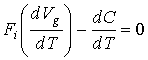 F_i(dV_g/dT) − dC/dT = 0